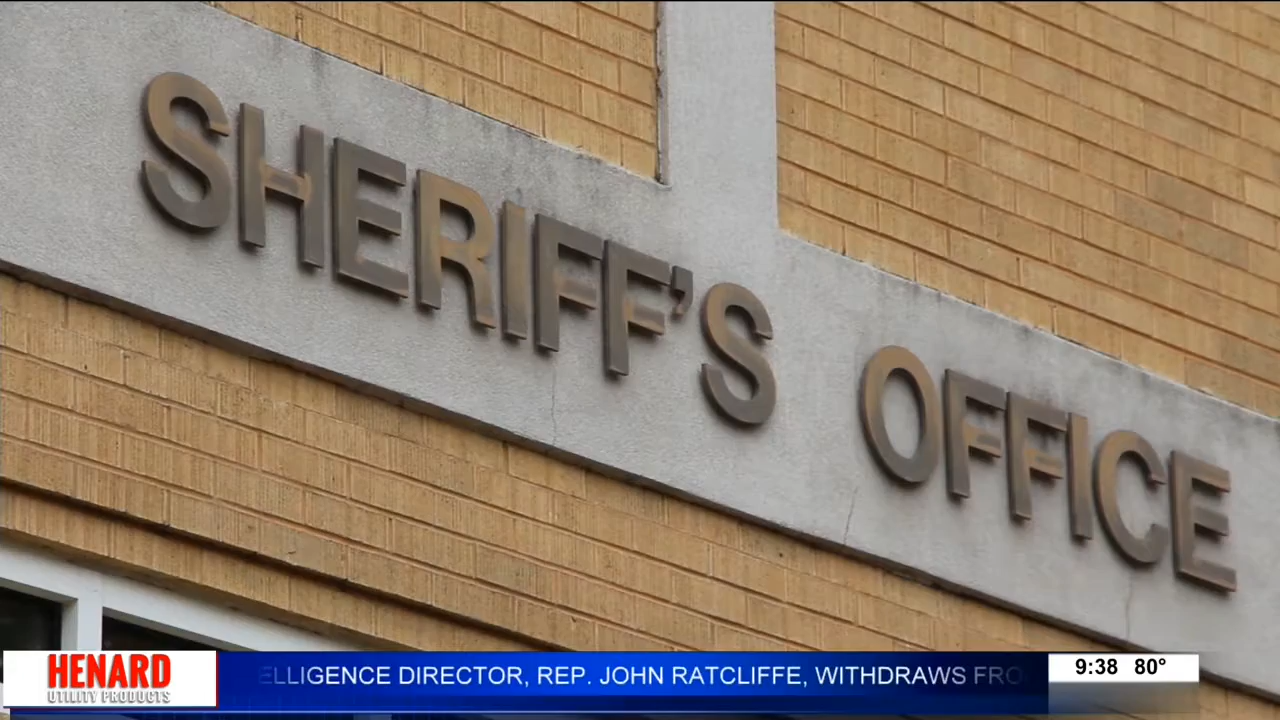 SHERIFF'S OFFICE
HENARD
UTILITY PRODUCTS
ELLIGENCE DIRECTOR, REP. JOHN RATCLIFFE, WITHDRAWS FRO
9:38 80°